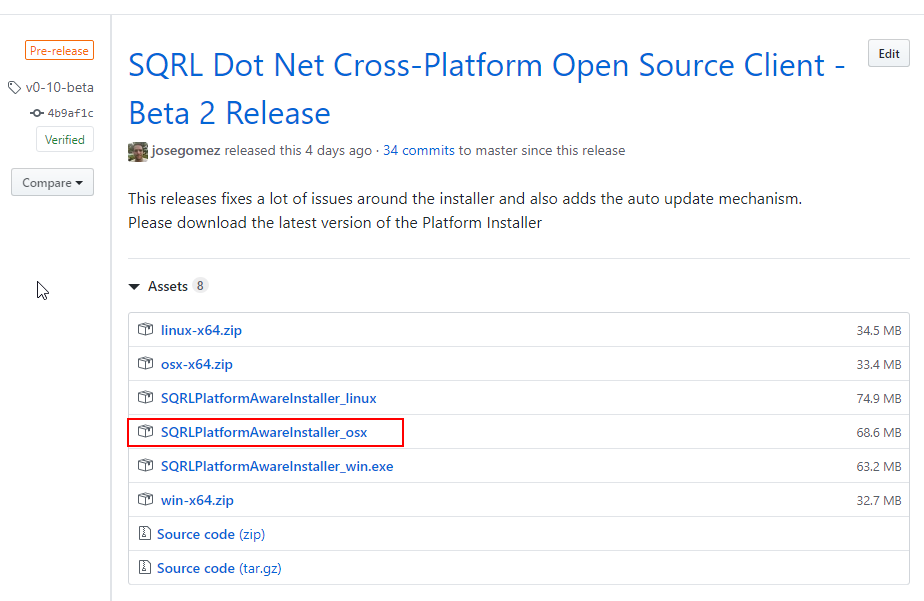 Pre-release
v0-10-beta
4b9af1c
Verified
Compare
SQRL Dot Net Cross-Platform Open Source Client -
Beta 2 Release
Edit
josegomez released this 4 days ago · 34 commits to master since this release
This releases fixes a lot of issues around the installer and also adds the auto update mechanism.
Please download the latest version of the Platform Installer
Assets 8
linux-x64.zip 34.5 MB
osx-x64.zip 33.4 MB
SQRLPlatformAwareInstaller_linux 74.9 MB
SQRLPlatformAwareInstaller_osx 68.6 MB
SQRLPlatformAwareInstaller_win.exe 63.2 MB
win-x64.zip 32.7 MB
Source code (zip)
Source code (tar.gz)